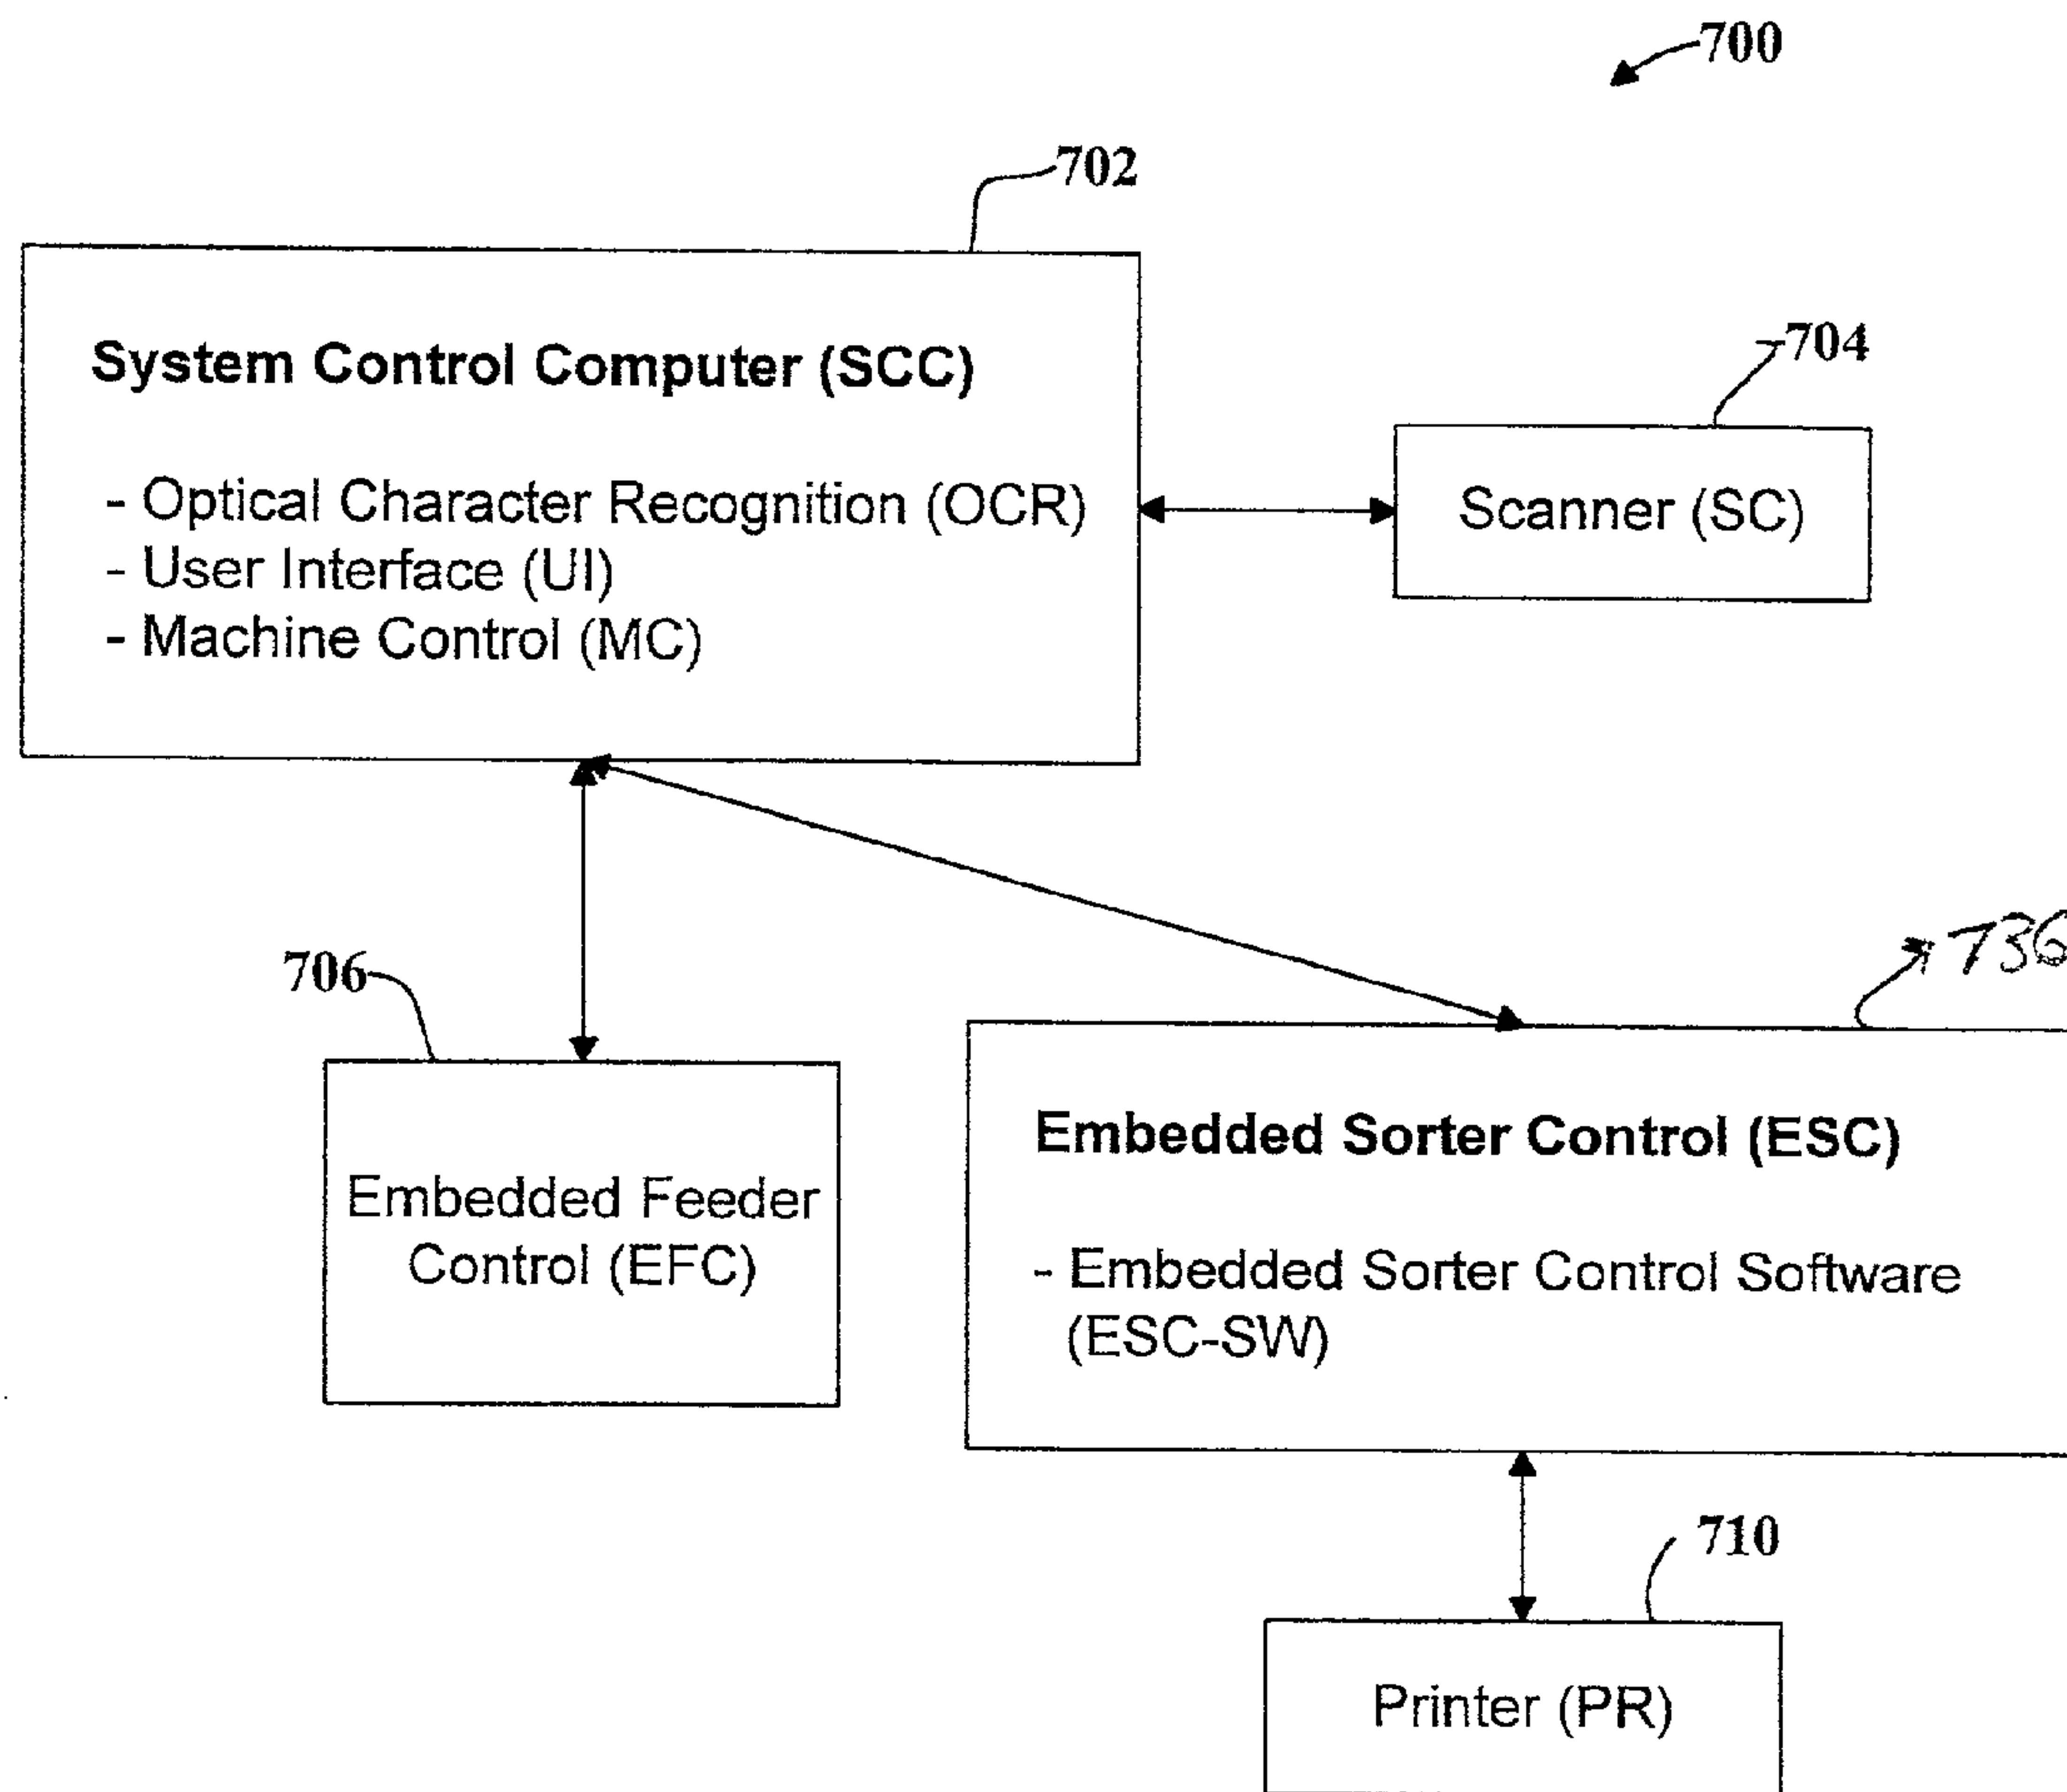 700
702
System Control Computer (SCC)
- Optical Character Recognition (OCR)
- User Interface (UI)
- Machine Control (MC)
704
Scanner (SC)
706
Embedded Feeder
Control (EFC)
736
Embedded Sorter Control (ESC)
- Embedded Sorter Control Software
(ESC-SW)
710
Printer (PR)